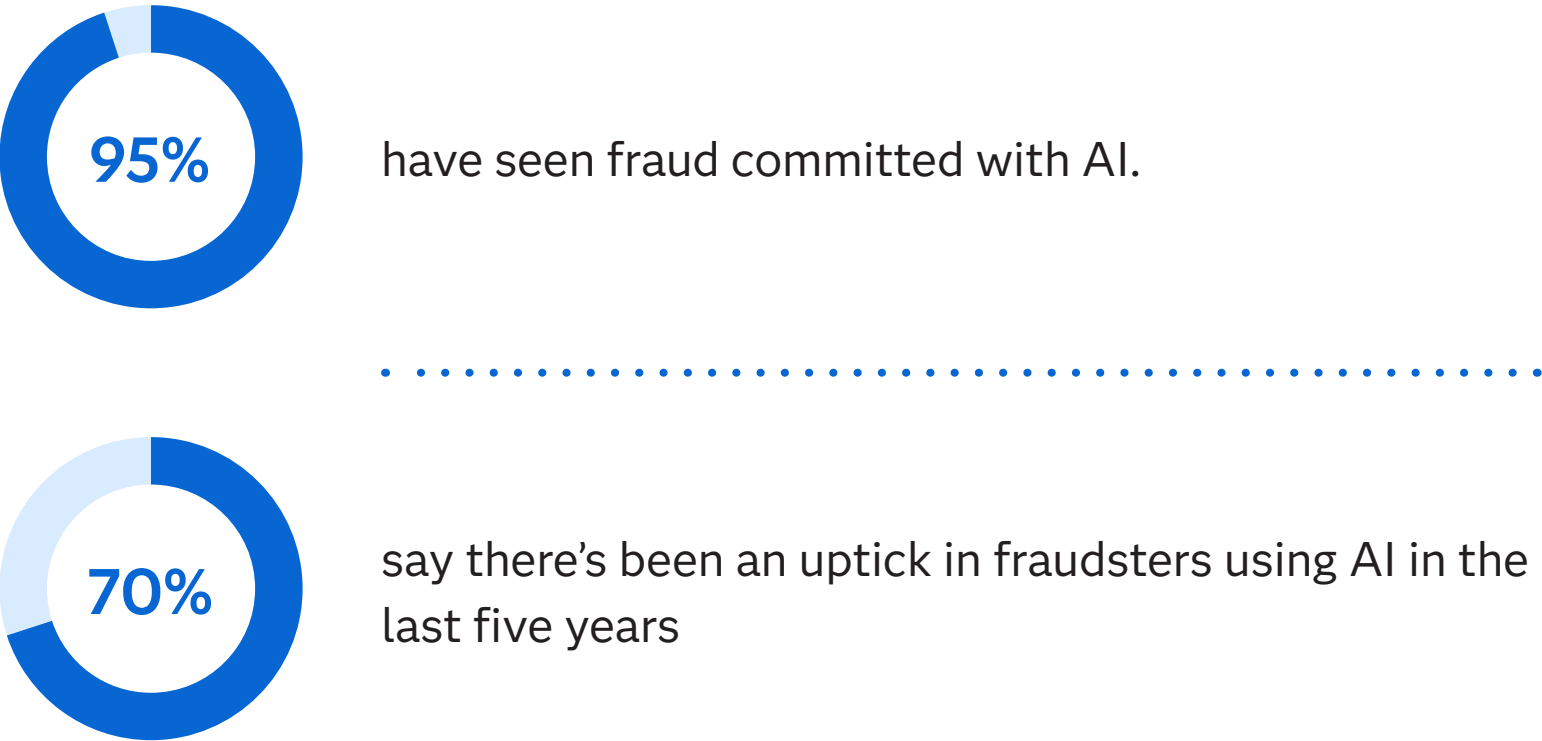 95%
have seen fraud committed with AI.
70%
say there’s been an uptick in fraudsters using AI in the
last five years